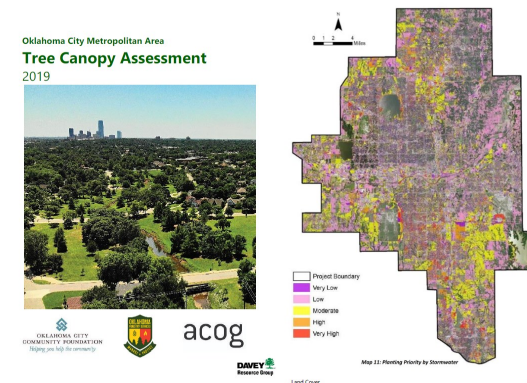 Oklahoma City Metropolitan Area
Tree Canopy Assessment
2019
OKLAHOMA CITY
COMMUNITY FOUNDATION
Helping you help the community.
OKLAHOMA
acog
DAVEY
Resource Group
N
0 1 2 4
Miles
Project Boundary
Very Low
Low
Moderate
High
Very High
Map 11: Planting Priority by Stormwater
Land Cover